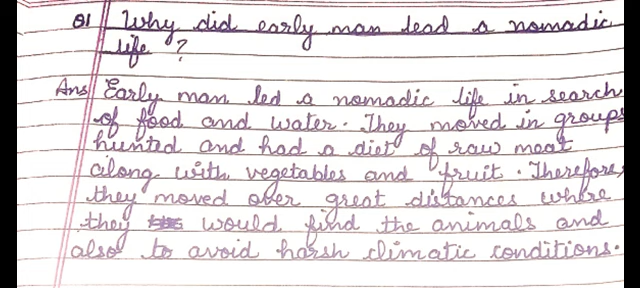 Q1 Why did early man lead a nomadic
life ?
Ans Early man led a nomadic life in search
of food and water. They moved in groups
hunted and had a diet of raw meat
along with vegetables and fruit. Therefore,
they moved over great distances where
they would find the animals and
also to avoid harsh climatic conditions.